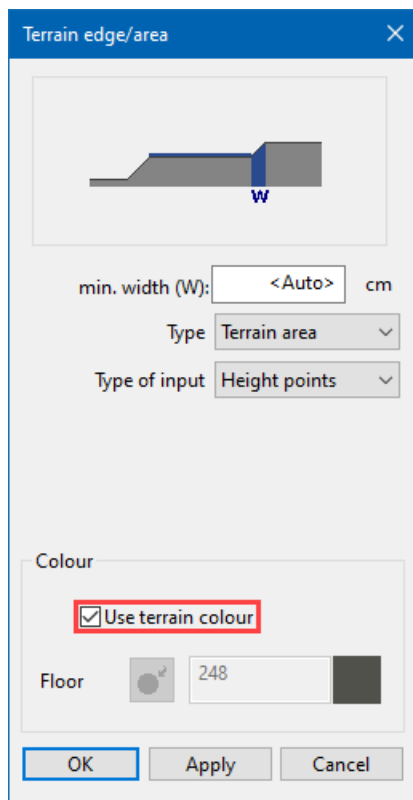 Terrain edge/area
W
min. width (W): <Auto> cm
Type Terrain area
Type of input Height points
Colour
Use terrain colour
Floor 248
OK Apply Cancel